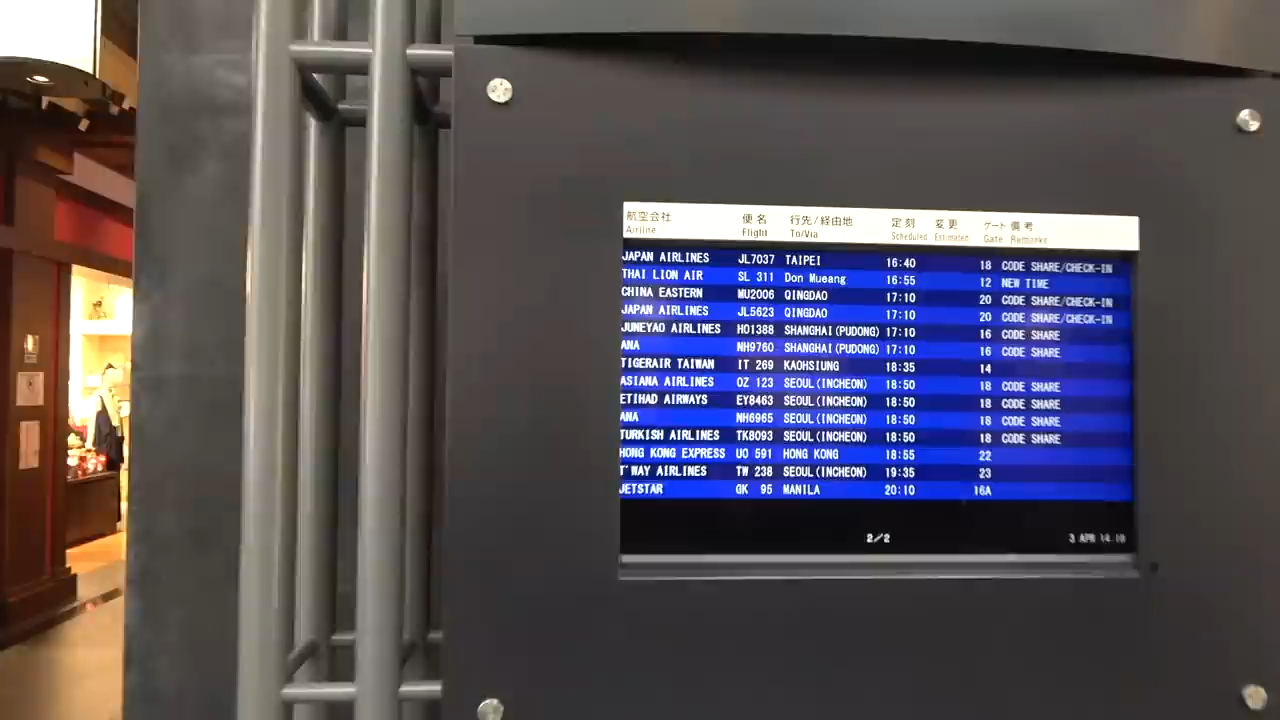 航空会社 便名 行先/経由地 定刻 変更 ゲート 備考
Airline Flight To/Via Scheduled Estimated Gate Remarks
JAPAN AIRLINES JL7037 TAIPEI 16:40 18 CODE SHARE/CHECK-IN
THAI LION AIR SL 311 Don Mueang 16:55 12 NEW TIME
CHINA EASTERN MU2006 QINGDAO 17:10 20 CODE SHARE/CHECK-IN
JAPAN AIRLINES JL5623 QINGDAO 17:10 20 CODE SHARE/CHECK-IN
JUNEYAO AIRLINES HO1388 SHANGHAI(PUDONG) 17:10 16 CODE SHARE
ANA NH9760 SHANGHAI(PUDONG) 17:10 16 CODE SHARE
TIGERAIR TAIWAN IT 269 KAOHSIUNG 18:35 14
ASIANA AIRLINES OZ 123 SEOUL(INCHEON) 18:50 18 CODE SHARE
ETIHAD AIRWAYS EY8463 SEOUL(INCHEON) 18:50 18 CODE SHARE
ANA NH6965 SEOUL(INCHEON) 18:50 18 CODE SHARE
TURKISH AIRLINES TK8093 SEOUL(INCHEON) 18:50 18 CODE SHARE
HONG KONG EXPRESS UO 591 HONG KONG 18:55 22
T'WAY AIRLINES TW 238 SEOUL(INCHEON) 19:35 23
JETSTAR GK 95 MANILA 20:10 16A
2/2 3 APR